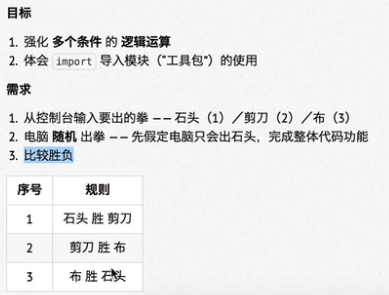 目标
1. 强化 多个条件 的 逻辑运算
2. 体会 import 导入模块（"工具包"）的使用
需求
1. 从控制台输入要出的拳 —— 石头（1）／剪刀（2）／布（3）
2. 电脑 随机 出拳 —— 先假定电脑只会出石头，完成整体代码功能
3. 比较胜负
序号 规则
1 石头 胜 剪刀
2 剪刀 胜 布
3 布 胜 石头